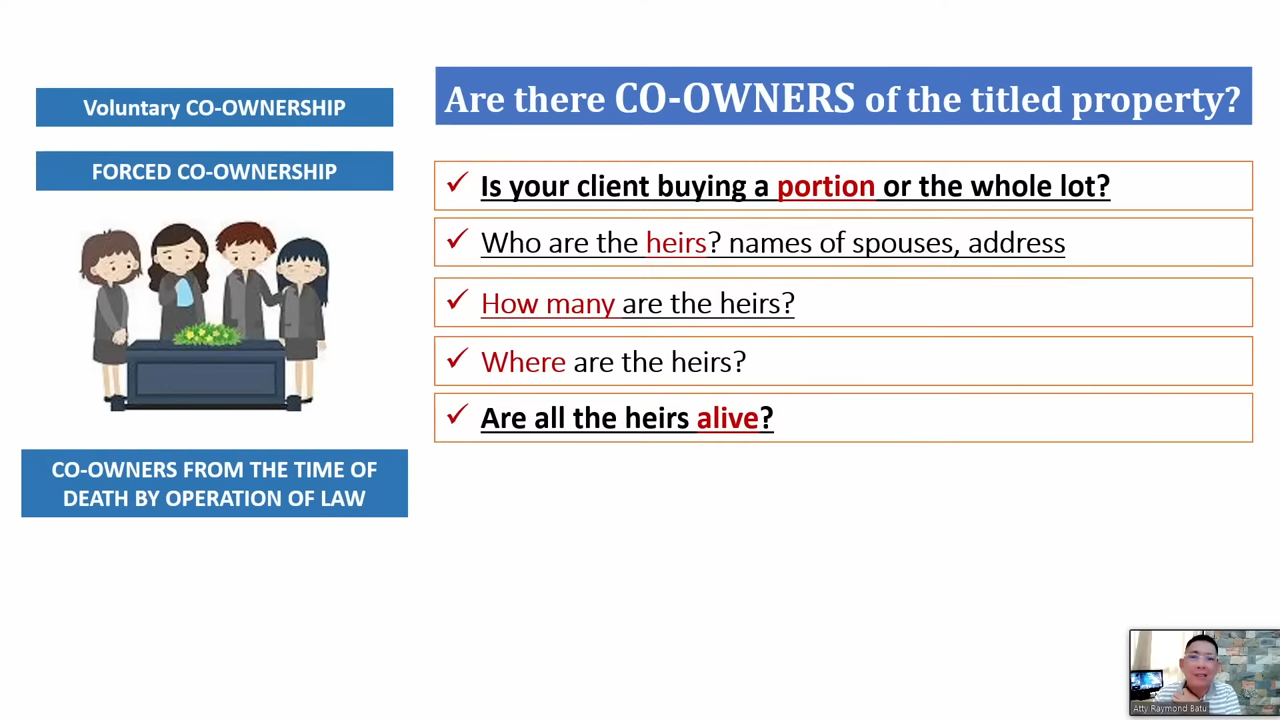 Voluntary CO-OWNERSHIP
FORCED CO-OWNERSHIP
CO-OWNERS FROM THE TIME OF
DEATH BY OPERATION OF LAW
Are there CO-OWNERS of the titled property?
Is your client buying a portion or the whole lot?
Who are the heirs? names of spouses, address
How many are the heirs?
Where are the heirs?
Are all the heirs alive?
Atty Raymond Batu